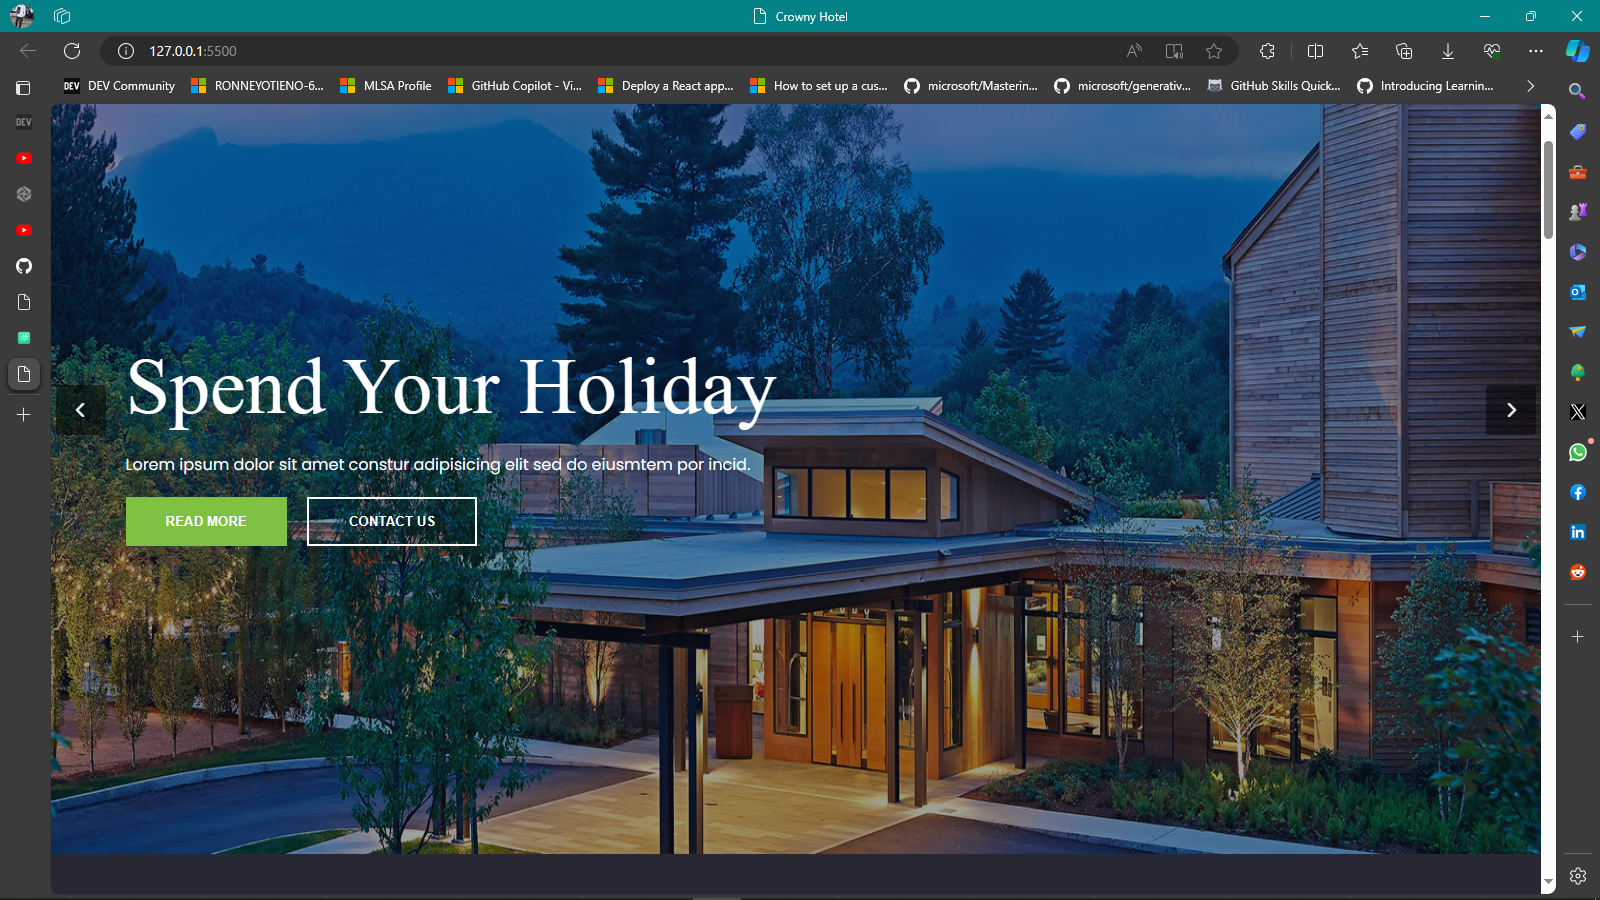 Crowny Hotel
127.0.0.1:5500
DEV Community
RONNEYOTIENO-6...
MLSA Profile
GitHub Copilot - Vi...
Deploy a React app...
How to set up a cus...
microsoft/Masterin...
microsoft/generativ...
GitHub Skills Quick...
Introducing Learnin...
Spend Your Holiday
Lorem ipsum dolor sit amet constur adipisicing elit sed do eiusmtem por incid.
READ MORE
CONTACT US